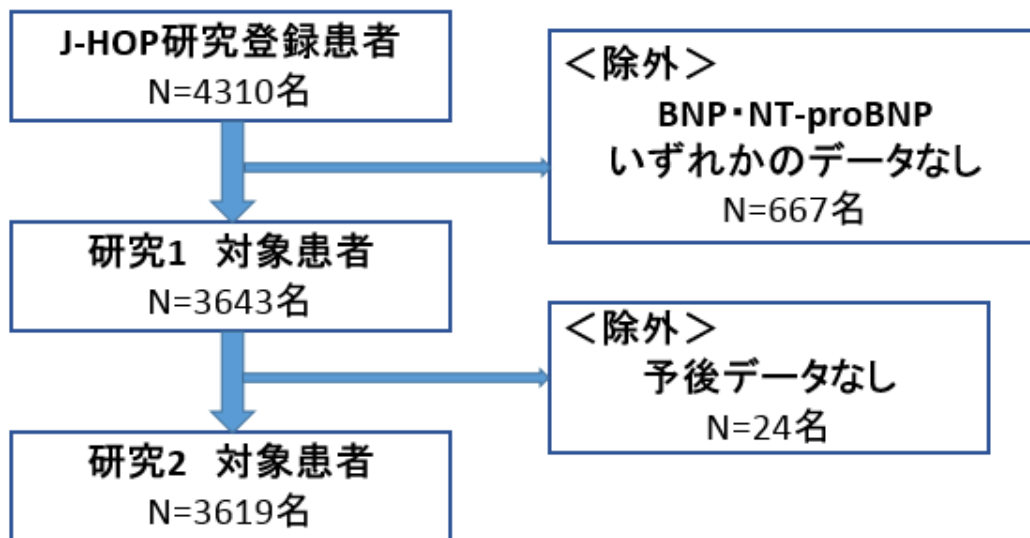 J-HOP研究登録患者
N=4310名
＜除外＞
BNP・NT-proBNP
いずれかのデータなし
N=667名
研究1　対象患者
N=3643名
＜除外＞
予後データなし
N=24名
研究2　対象患者
N=3619名